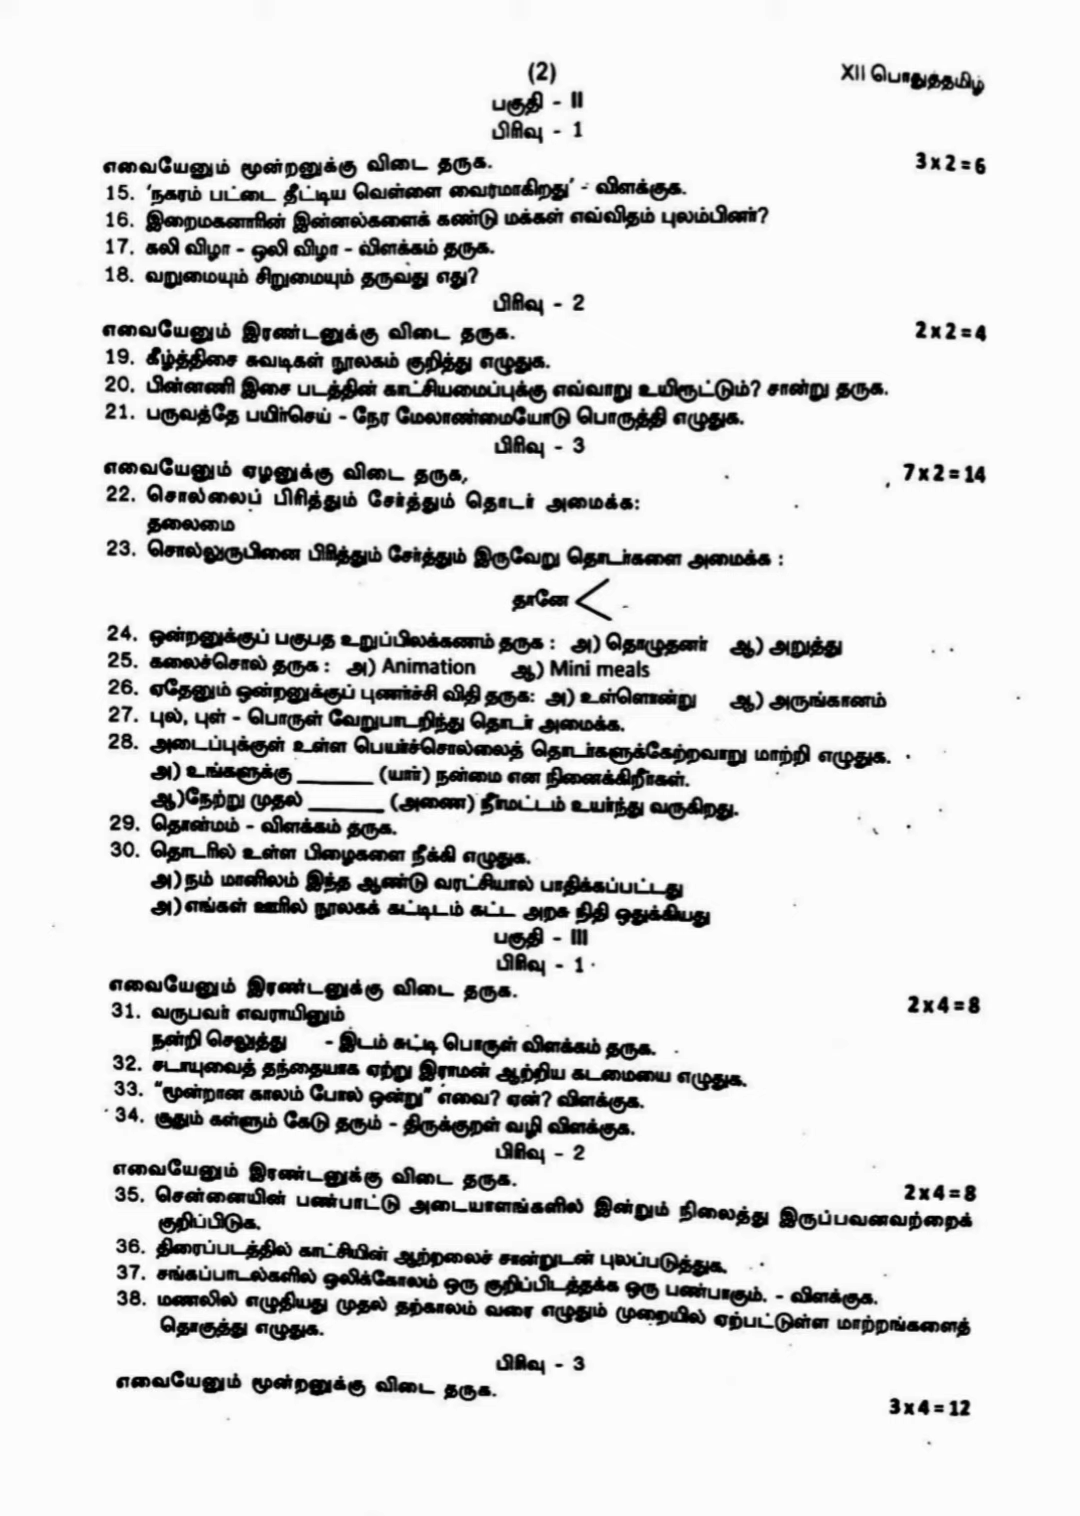 (2)
XII பொதுத்தமிழ்
பகுதி - II
பிரிவு - 1
எவையேனும் மூன்றனுக்கு விடை தருக. 3 x 2 = 6
15. 'நகரம் பட்டை தீட்டிய வெள்ளை வைரமாகிறது' - விளக்குக.
16. இறைமகனாரின் இன்னல்களைக் கண்டு மக்கள் எவ்விதம் புலம்பினர்?
17. கலி விழா - ஒலி விழா - விளக்கம் தருக.
18. வறுமையும் சிறுமையும் தருவது எது?
பிரிவு - 2
எவையேனும் இரண்டனுக்கு விடை தருக. 2 x 2 = 4
19. கீழ்த்திசை சுவடிகள் நூலகம் குறித்து எழுதுக.
20. பின்னணி இசை படத்தின் காட்சியமைப்புக்கு எவ்வாறு உயிரூட்டும்? சான்று தருக.
21. பருவத்தே பயிர்செய் - நேர மேலாண்மையோடு பொருத்தி எழுதுக.
பிரிவு - 3
எவையேனும் ஏழனுக்கு விடை தருக, 7 x 2 = 14
22. சொல்லைப் பிரித்தும் சேர்த்தும் தொடர் அமைக்க:
தலைமை
23. சொல்லுருபினை பிரித்தும் சேர்த்தும் இருவேறு தொடர்களை அமைக்க :
தானே <
24. ஒன்றனுக்குப் பகுபத உறுப்பிலக்கணம் தருக : அ) தொழுதனர் ஆ) அறுத்து
25. கலைச்சொல் தருக : அ) Animation ஆ) Mini meals
26. ஏதேனும் ஒன்றனுக்குப் புணர்ச்சி விதி தருக: அ) உள்ளொன்று ஆ) அருங்கானம்
27. புல், புள் - பொருள் வேறுபாடறிந்து தொடர் அமைக்க.
28. அடைப்புக்குள் உள்ள பெயர்ச்சொல்லைத் தொடர்களுக்கேற்றவாறு மாற்றி எழுதுக.
அ) உங்களுக்கு ________ (யார்) நன்மை என நினைக்கிறீர்கள்.
ஆ)நேற்று முதல் ________ (அணை) நீர்மட்டம் உயர்ந்து வருகிறது.
29. தொன்மம் - விளக்கம் தருக.
30. தொடரில் உள்ள பிழைகளை நீக்கி எழுதுக.
அ)நம் மானிலம் இந்த ஆண்டு வரட்சியால் பாதிக்கப்பட்டது
அ)எங்கள் ஊரில் நூலகக் கட்டிடம் கட்ட அரசு நிதி ஒதுக்கியது
பகுதி - III
பிரிவு - 1
எவையேனும் இரண்டனுக்கு விடை தருக. 2 x 4 = 8
31. வருபவர் எவராயினும்
நன்றி செலுத்து - இடம் சுட்டி பொருள் விளக்கம் தருக.
32. சடாயுவைத் தந்தையாக ஏற்று இராமன் ஆற்றிய கடமையை எழுதுக.
33. "மூன்றான காலம் போல் ஒன்று" எவை? ஏன்? விளக்குக.
34. சூதும் கள்ளும் கேடு தரும் - திருக்குறள் வழி விளக்குக.
பிரிவு - 2
எவையேனும் இரண்டனுக்கு விடை தருக. 2 x 4 = 8
35. சென்னையின் பண்பாட்டு அடையாளங்களில் இன்றும் நிலைத்து இருப்பவனவற்றைக்
குறிப்பிடுக.
36. திரைப்படத்தில் காட்சியின் ஆற்றலைச் சான்றுடன் புலப்படுத்துக.
37. சங்கப்பாடல்களில் ஒலிக்கோலம் ஒரு குறிப்பிடத்தக்க ஒரு பண்பாகும். - விளக்குக.
38. மணலில் எழுதியது முதல் தற்காலம் வரை எழுதும் முறையில் ஏற்பட்டுள்ள மாற்றங்களைத்
தொகுத்து எழுதுக.
பிரிவு - 3
எவையேனும் மூன்றனுக்கு விடை தருக.
3 x 4 = 12